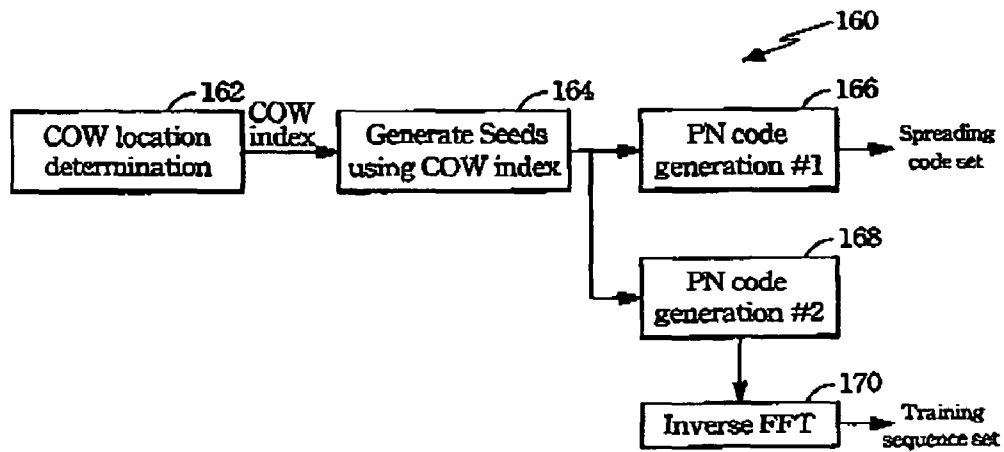 160
162
COW location
determination
COW
index
164
Generate Seeds
using COW index
166
PN code
generation #1
Spreading
code set
168
PN code
generation #2
170
Inverse FFT
Training
sequence set